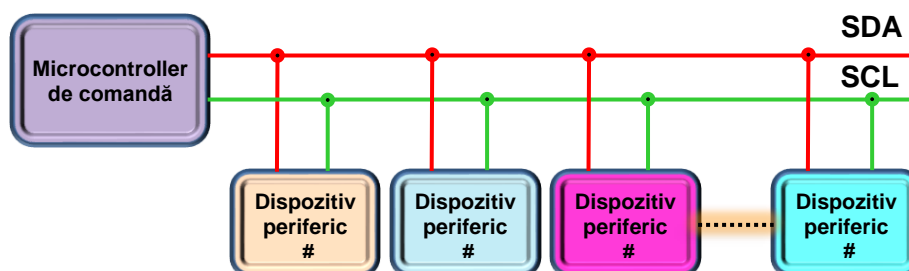 SDA
Microcontroller
de comandă
SCL
Dispozitiv
periferic
#
Dispozitiv
periferic
#
Dispozitiv
periferic
#
Dispozitiv
periferic
#